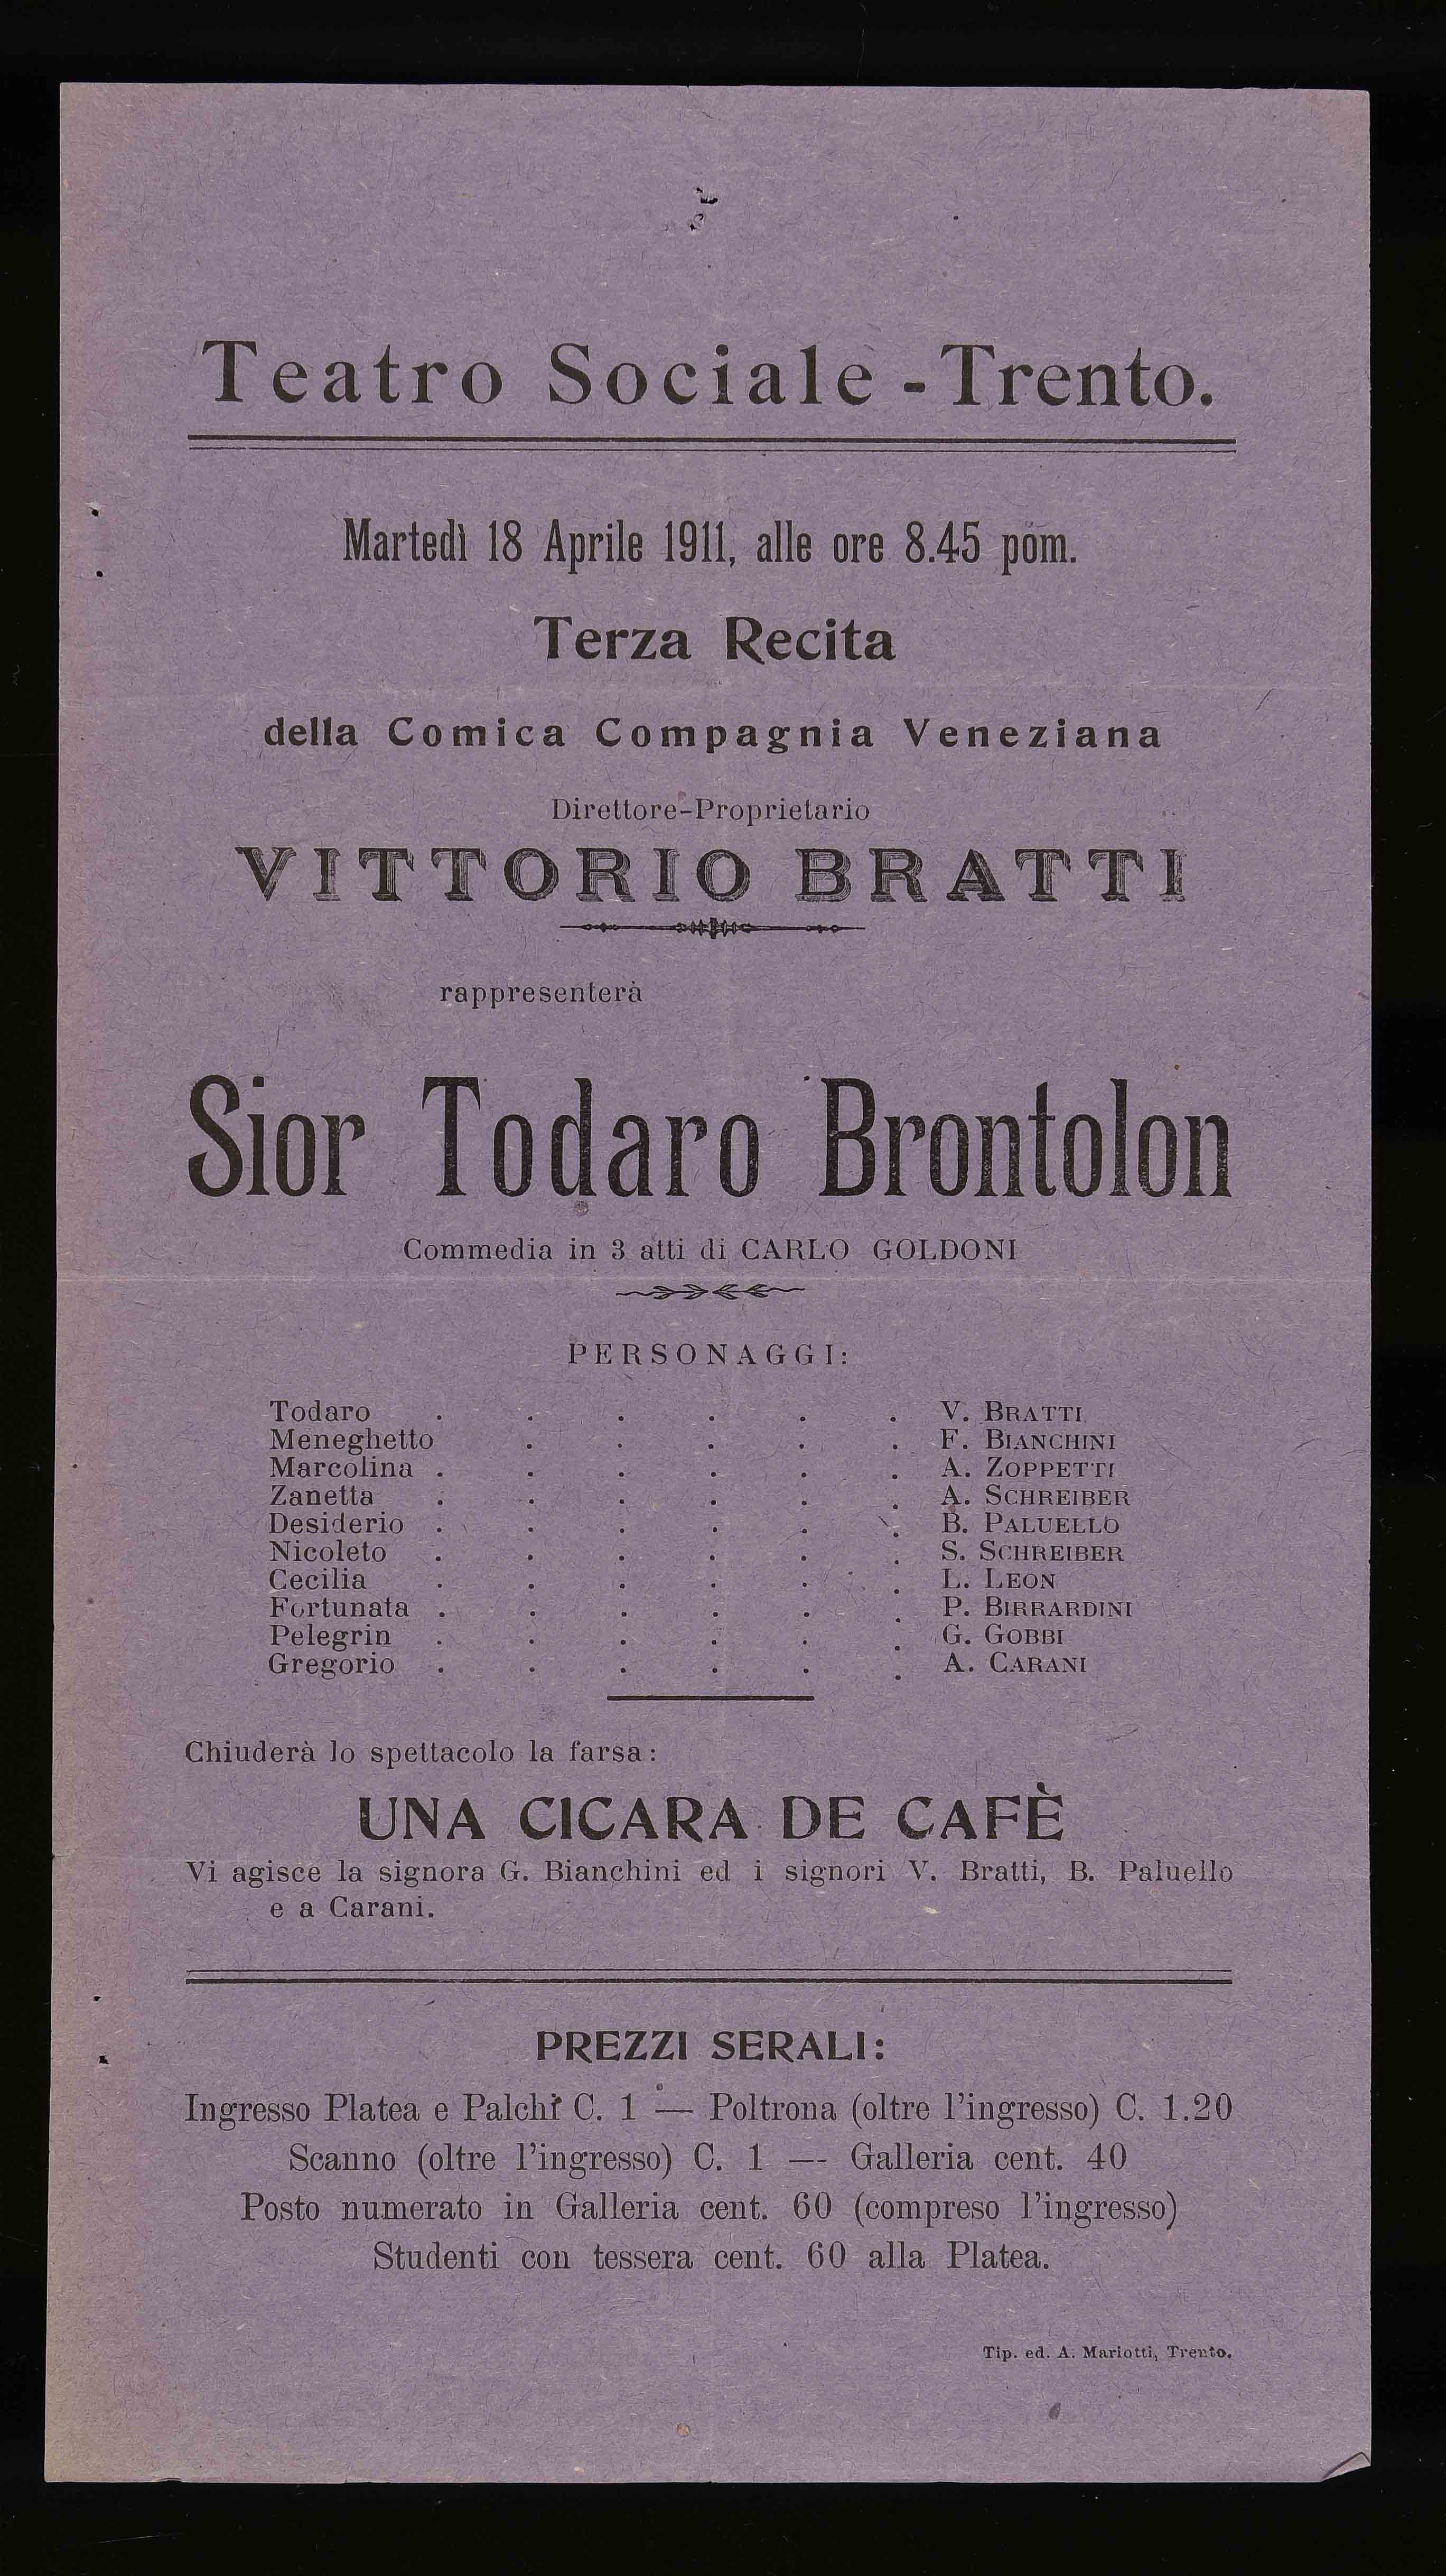 Teatro Sociale - Trento.
Martedì 18 Aprile 1911, alle ore 8.45 pom.
Terza Recita
della Comica Compagnia Veneziana
Direttore-Proprietario
VITTORIO BRATTI
rappresenterà
Sior Todaro Brontolon
Commedia in 3 atti di CARLO GOLDONI
PERSONAGGI:
Todaro . . . . . . V. BRATTI
Meneghetto . . . . . F. BIANCHINI
Marcolina . . . . . . A. ZOPPETTI
Zanetta . . . . . . A. SCHREIBER
Desiderio . . . . . . B. PALUELLO
Nicoleto . . . . . . S. SCHREIBER
Cecilia . . . . . . L. LEON
Fortunata . . . . . . P. BIRRARDINI
Pelegrin . . . . . . G. GOBBI
Gregorio . . . . . . A. CARANI
Chiuderà lo spettacolo la farsa:
UNA CICARA DE CAFÈ
Vi agisce la signora G. Bianchini ed i signori V. Bratti, B. Paluello
e a Carani.
PREZZI SERALI:
Ingresso Platea e Palchi C. 1 — Poltrona (oltre l'ingresso) C. 1.20
Scanno (oltre l'ingresso) C. 1 — Galleria cent. 40
Posto numerato in Galleria cent. 60 (compreso l'ingresso)
Studenti con tessera cent. 60 alla Platea.
Tip. ed. A. Mariotti, Trento.